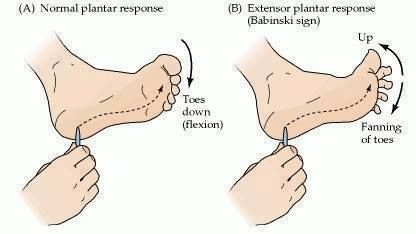 (A) Normal plantar response
Toes
down
(flexion)
(B) Extensor plantar response
(Babinski sign)
Up
Fanning
of toes